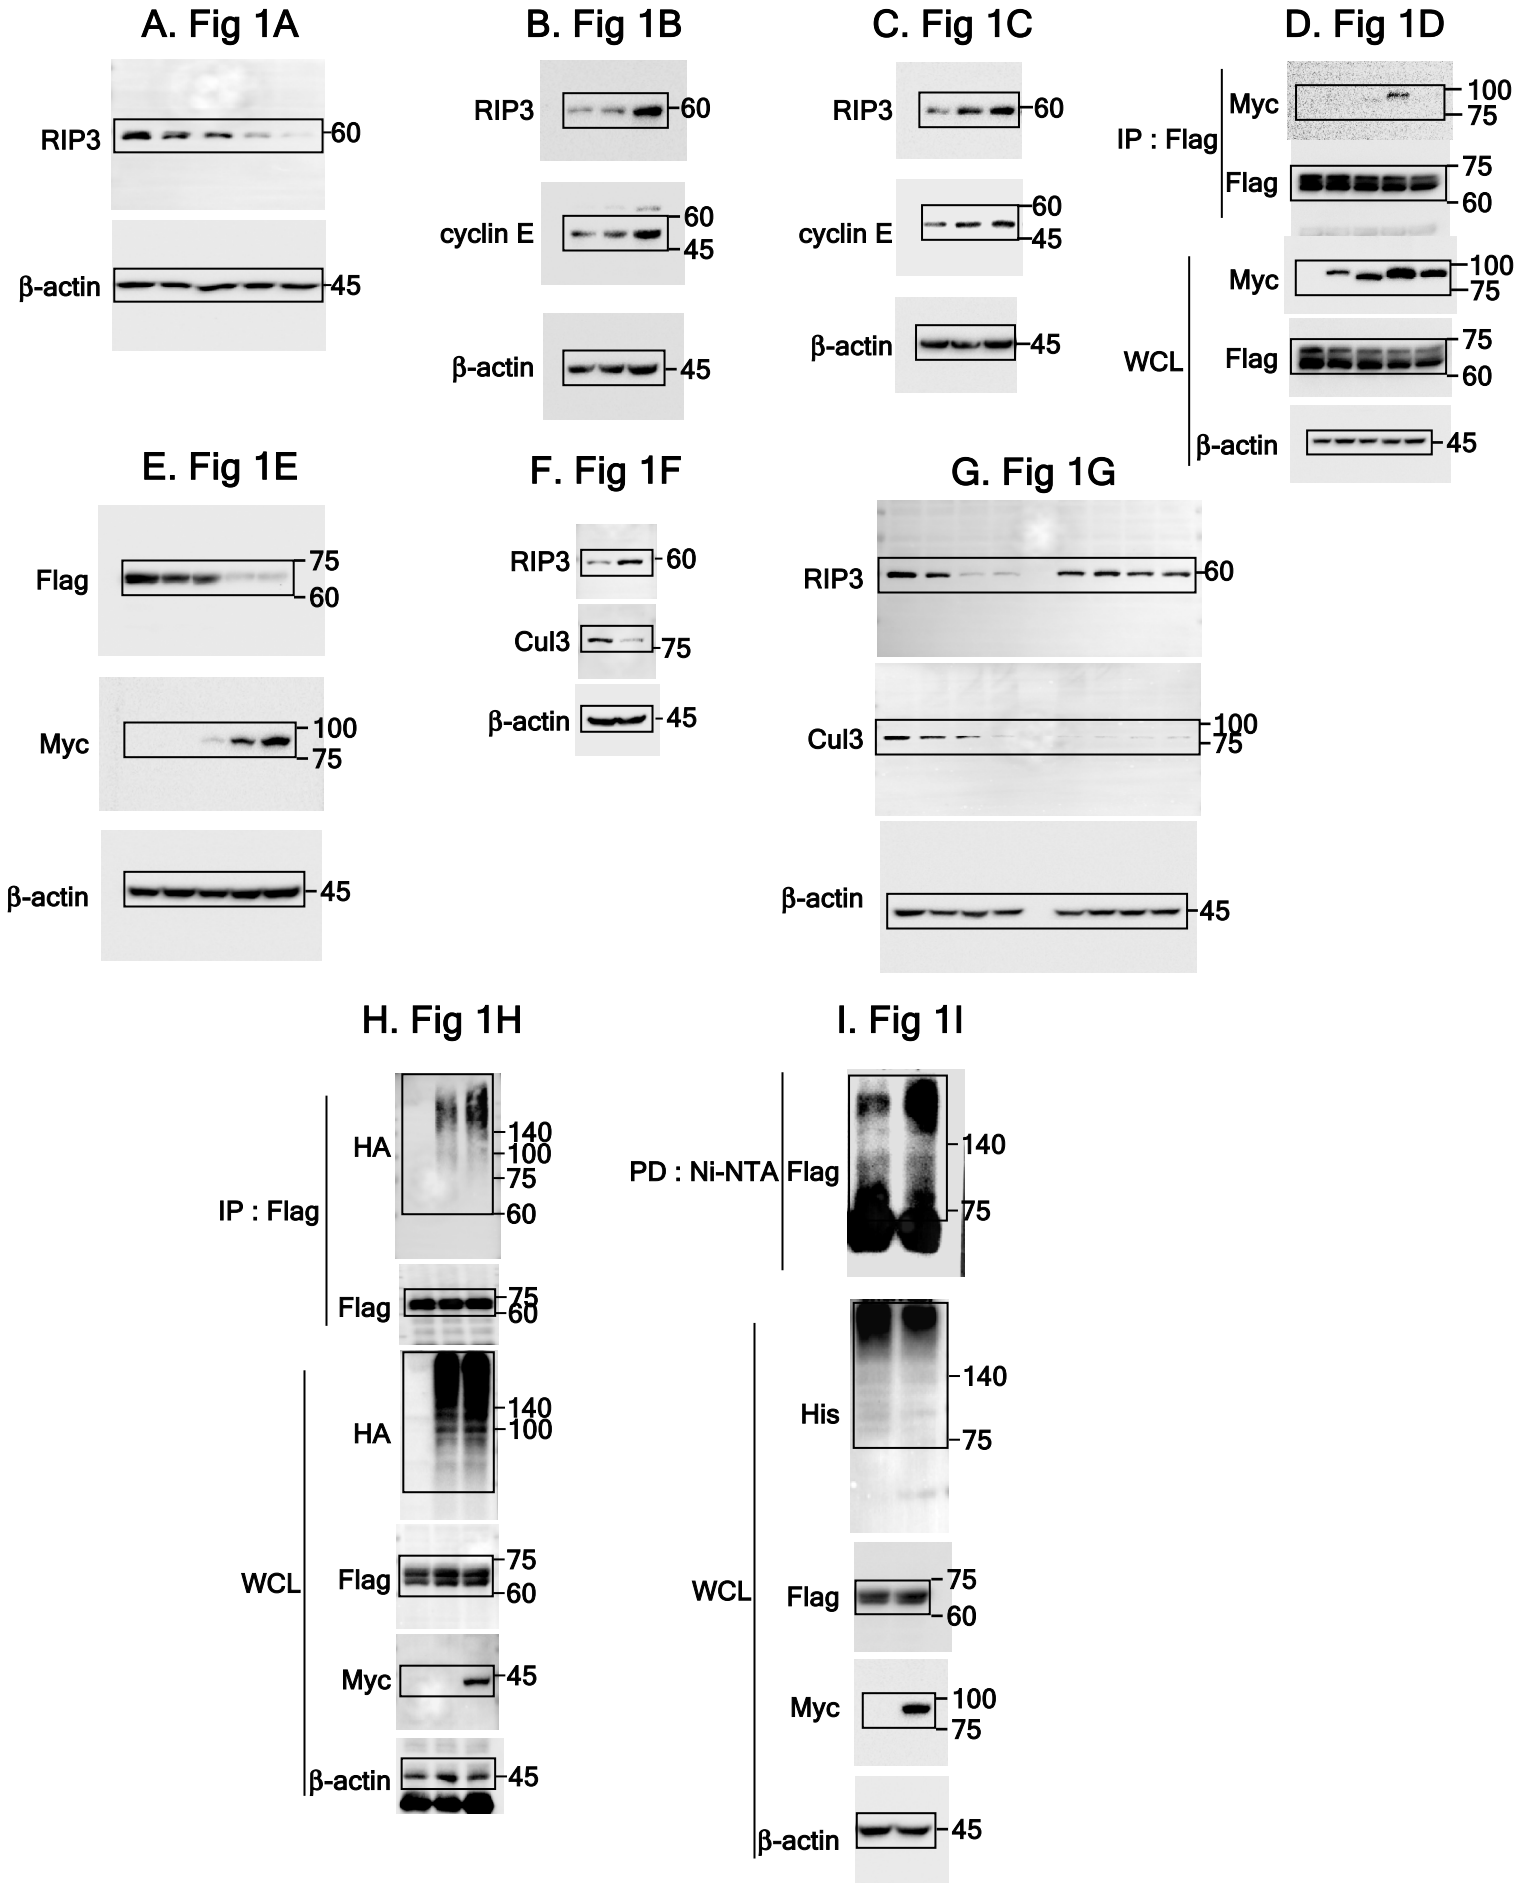 A. Fig 1A
RIP3
60
β-actin
45
B. Fig 1B
RIP3
60
cyclin E
60
45
β-actin
45
C. Fig 1C
RIP3
60
cyclin E
60
45
β-actin
45
D. Fig 1D
IP : Flag
Myc
100
75
Flag
75
60
WCL
Myc
100
75
Flag
75
60
β-actin
45
E. Fig 1E
Flag
75
60
Myc
100
75
β-actin
45
F. Fig 1F
RIP3
60
Cul3
75
β-actin
45
G. Fig 1G
RIP3
60
Cul3
100
75
β-actin
45
H. Fig 1H
IP : Flag
HA
140
100
75
60
Flag
75
60
WCL
HA
140
100
Flag
75
60
Myc
45
β-actin
45
I. Fig 1I
PD : Ni-NTA
Flag
140
75
WCL
His
140
75
Flag
75
60
Myc
100
75
β-actin
45